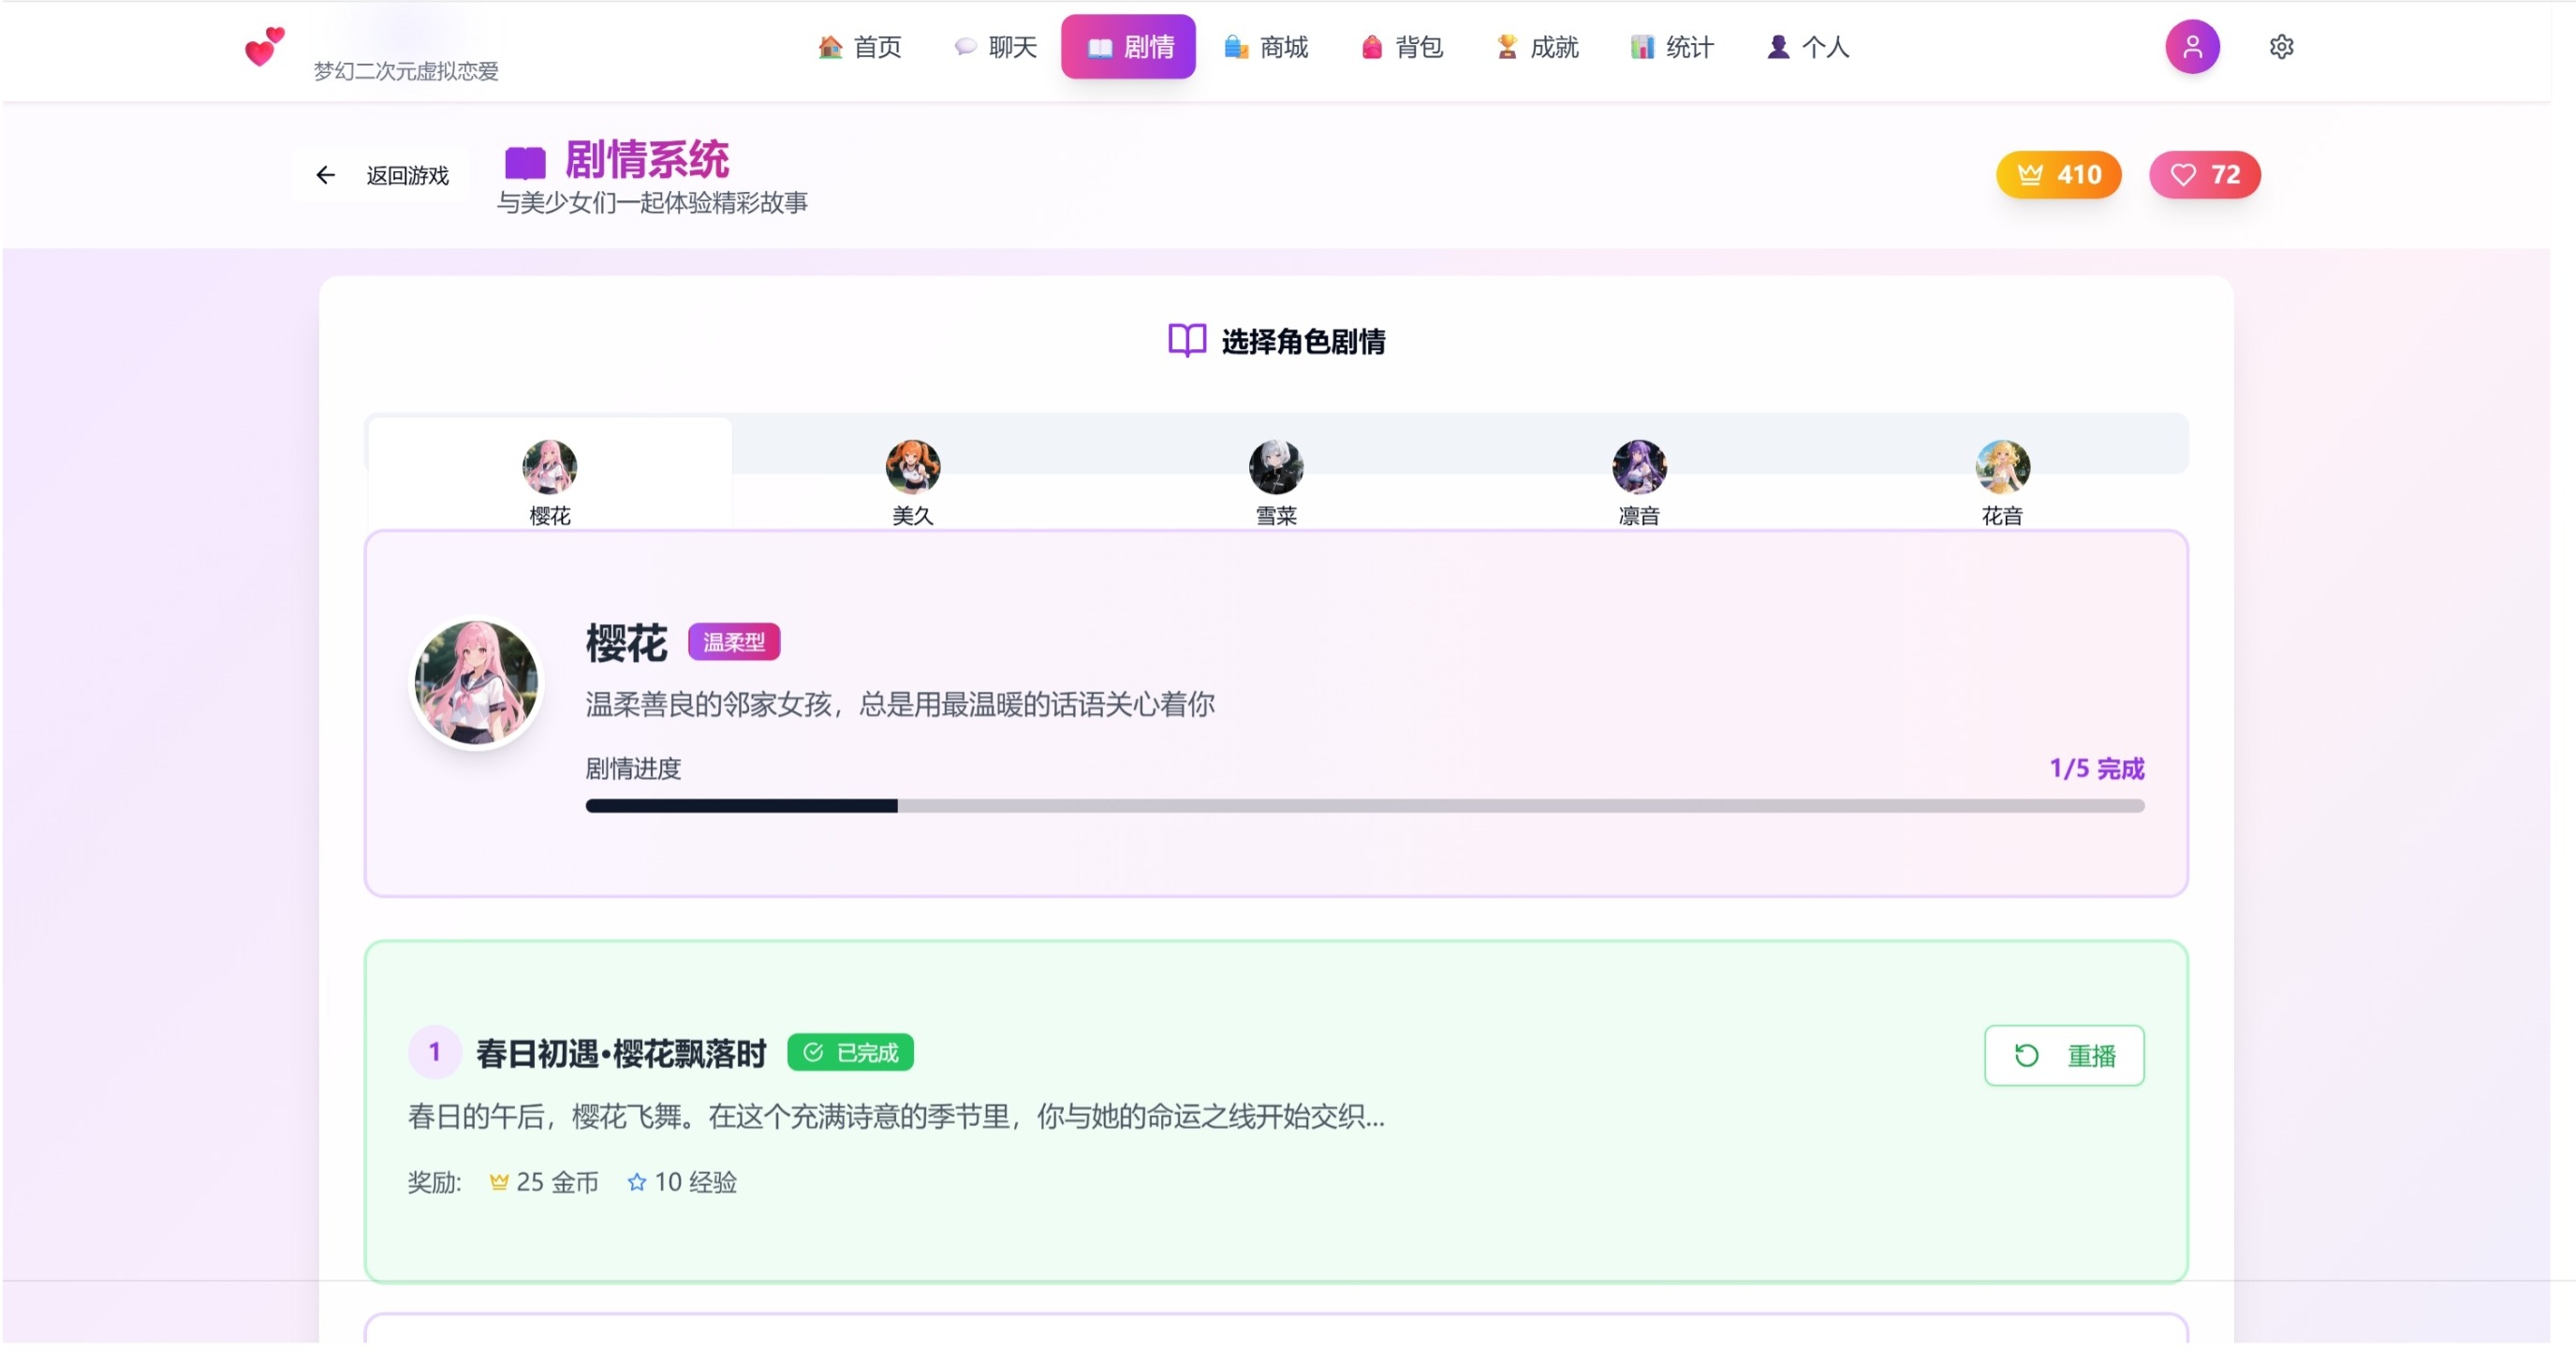 梦幻二次元虚拟恋爱
首页 聊天 剧情 商城 背包 成就 统计 个人
返回游戏
剧情系统
与美少女们一起体验精彩故事
410 72
选择角色剧情
樱花 美久 雪菜 凛音 花音
樱花 温柔型
温柔善良的邻家女孩，总是用最温暖的话语关心着你
剧情进度 1/5 完成
1 春日初遇·樱花飘落时 已完成 重播
春日的午后，樱花飞舞。在这个充满诗意的季节里，你与她的命运之线开始交织...
奖励: 25 金币 10 经验